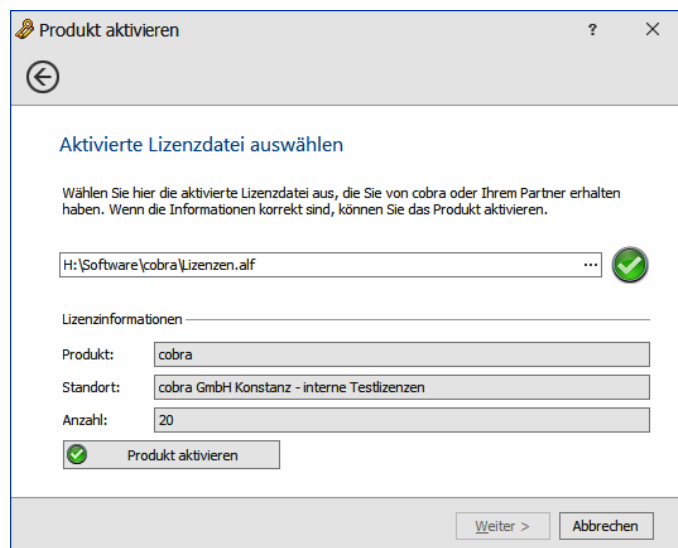 Produkt aktivieren
?
Aktivierte Lizenzdatei auswählen
Wählen Sie hier die aktivierte Lizenzdatei aus, die Sie von cobra oder Ihrem Partner erhalten
haben. Wenn die Informationen korrekt sind, können Sie das Produkt aktivieren.
H:\Software\cobra\Lizenzen.alf ...
Lizenzinformationen
Produkt: cobra
Standort: cobra GmbH Konstanz - interne Testlizenzen
Anzahl: 20
Produkt aktivieren
Weiter > Abbrechen